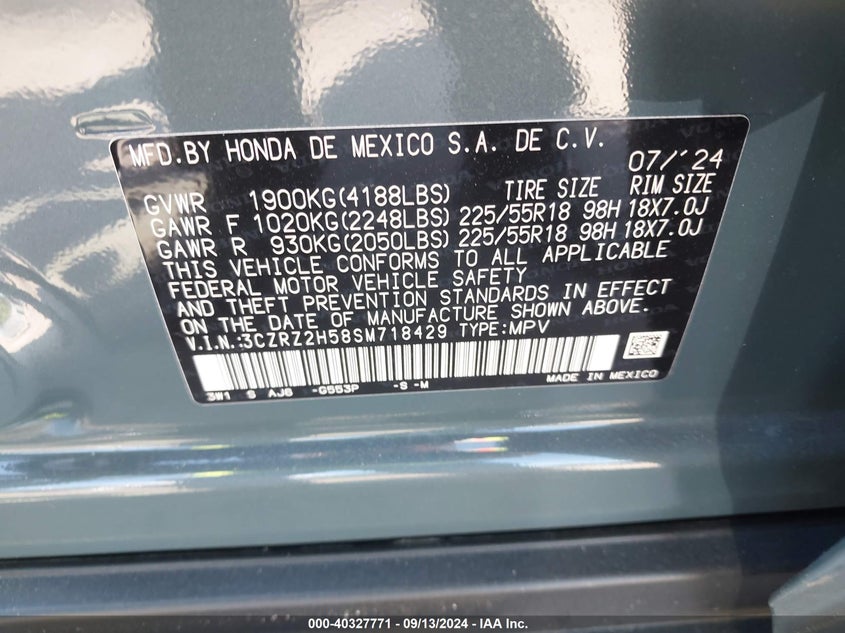 MFD.BY HONDA DE MEXICO S.A. DE C.V. 07/'24
GVWR 1900KG(4188LBS) TIRE SIZE RIM SIZE
GAWR F 1020KG(2248LBS) 225/55R18 98H 18X7.0J
GAWR R 930KG(2050LBS) 225/55R18 98H 18X7.0J
THIS VEHICLE CONFORMS TO ALL APPLICABLE
FEDERAL MOTOR VEHICLE SAFETY
AND THEFT PREVENTION STANDARDS IN EFFECT
ON THE DATE OF MANUFACTURE SHOWN ABOVE.
V.I.N.:3CZRZ2H58SM718429 TYPE:MPV
3W1 S AJ6 -G553P -S -M MADE IN MEXICO
000-40327771 - 09/13/2024 - IAA Inc.